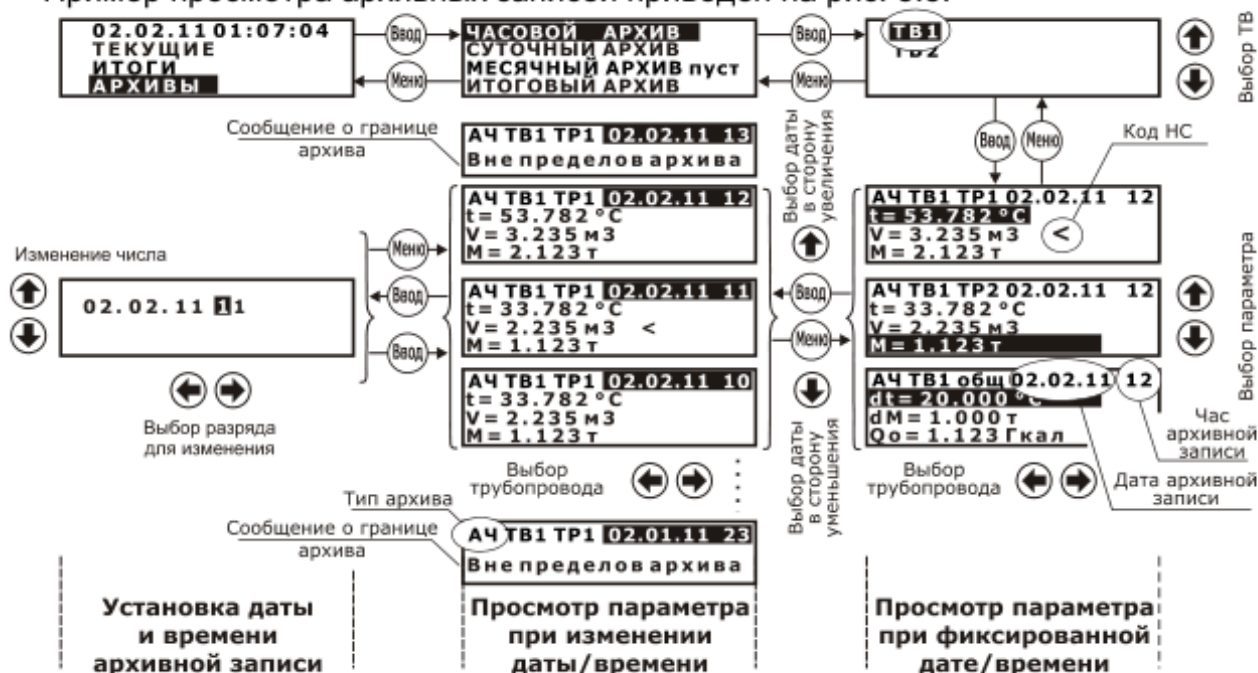 Пример просмотра архивных записей приведен на рис.
02.02.11 01:07:04
ТЕКУЩИЕ
ИТОГИ
АРХИВЫ
Ввод
Меню
ЧАСОВОЙ АРХИВ
СУТОЧНЫЙ АРХИВ
МЕСЯЧНЫЙ АРХИВ пуст
ИТОГОВЫЙ АРХИВ
Ввод
Меню
ТВ1
ТВ2
Выбор ТВ
Сообщение о границе
архива
АЧ ТВ1 ТР1 02.02.11 13
Вне пределов архива
Выбор даты
в сторону
увеличения
Ввод
Меню
Код НС
АЧ ТВ1 ТР1 02.02.11 12
t= 53.782 °C
V= 3.235 м3
M= 2.123 т
АЧ ТВ1 ТР1 02.02.11 12
t= 53.782 °C
V= 3.235 м3 <
M= 2.123 т
Изменение числа
02.02.11 11
Меню
Ввод
Ввод
АЧ ТВ1 ТР1 02.02.11 11
t= 33.782 °C
V= 2.235 м3 <
M= 1.123 т
Ввод
Меню
АЧ ТВ1 ТР2 02.02.11 12
t= 33.782 °C
V= 2.235 м3
M= 1.123 т
Выбор параметра
Выбор разряда
для изменения
АЧ ТВ1 ТР1 02.02.11 10
t= 33.782 °C
V= 2.235 м3
M= 1.123 т
Выбор даты
в сторону
уменьшения
АЧ ТВ1 общ 02.02.11 12
dt= 20.000 °C
dM= 1.000 т
Qo= 1.123 Гкал
Час
архивной
записи
Выбор
трубопровода
Выбор
трубопровода
Дата архивной
записи
Тип архива
Сообщение о границе
архива
АЧ ТВ1 ТР1 02.01.11 23
Вне пределов архива
Установка даты
и времени
архивной записи
Просмотр параметра
при изменении
даты/времени
Просмотр параметра
при фиксированной
дате/времени